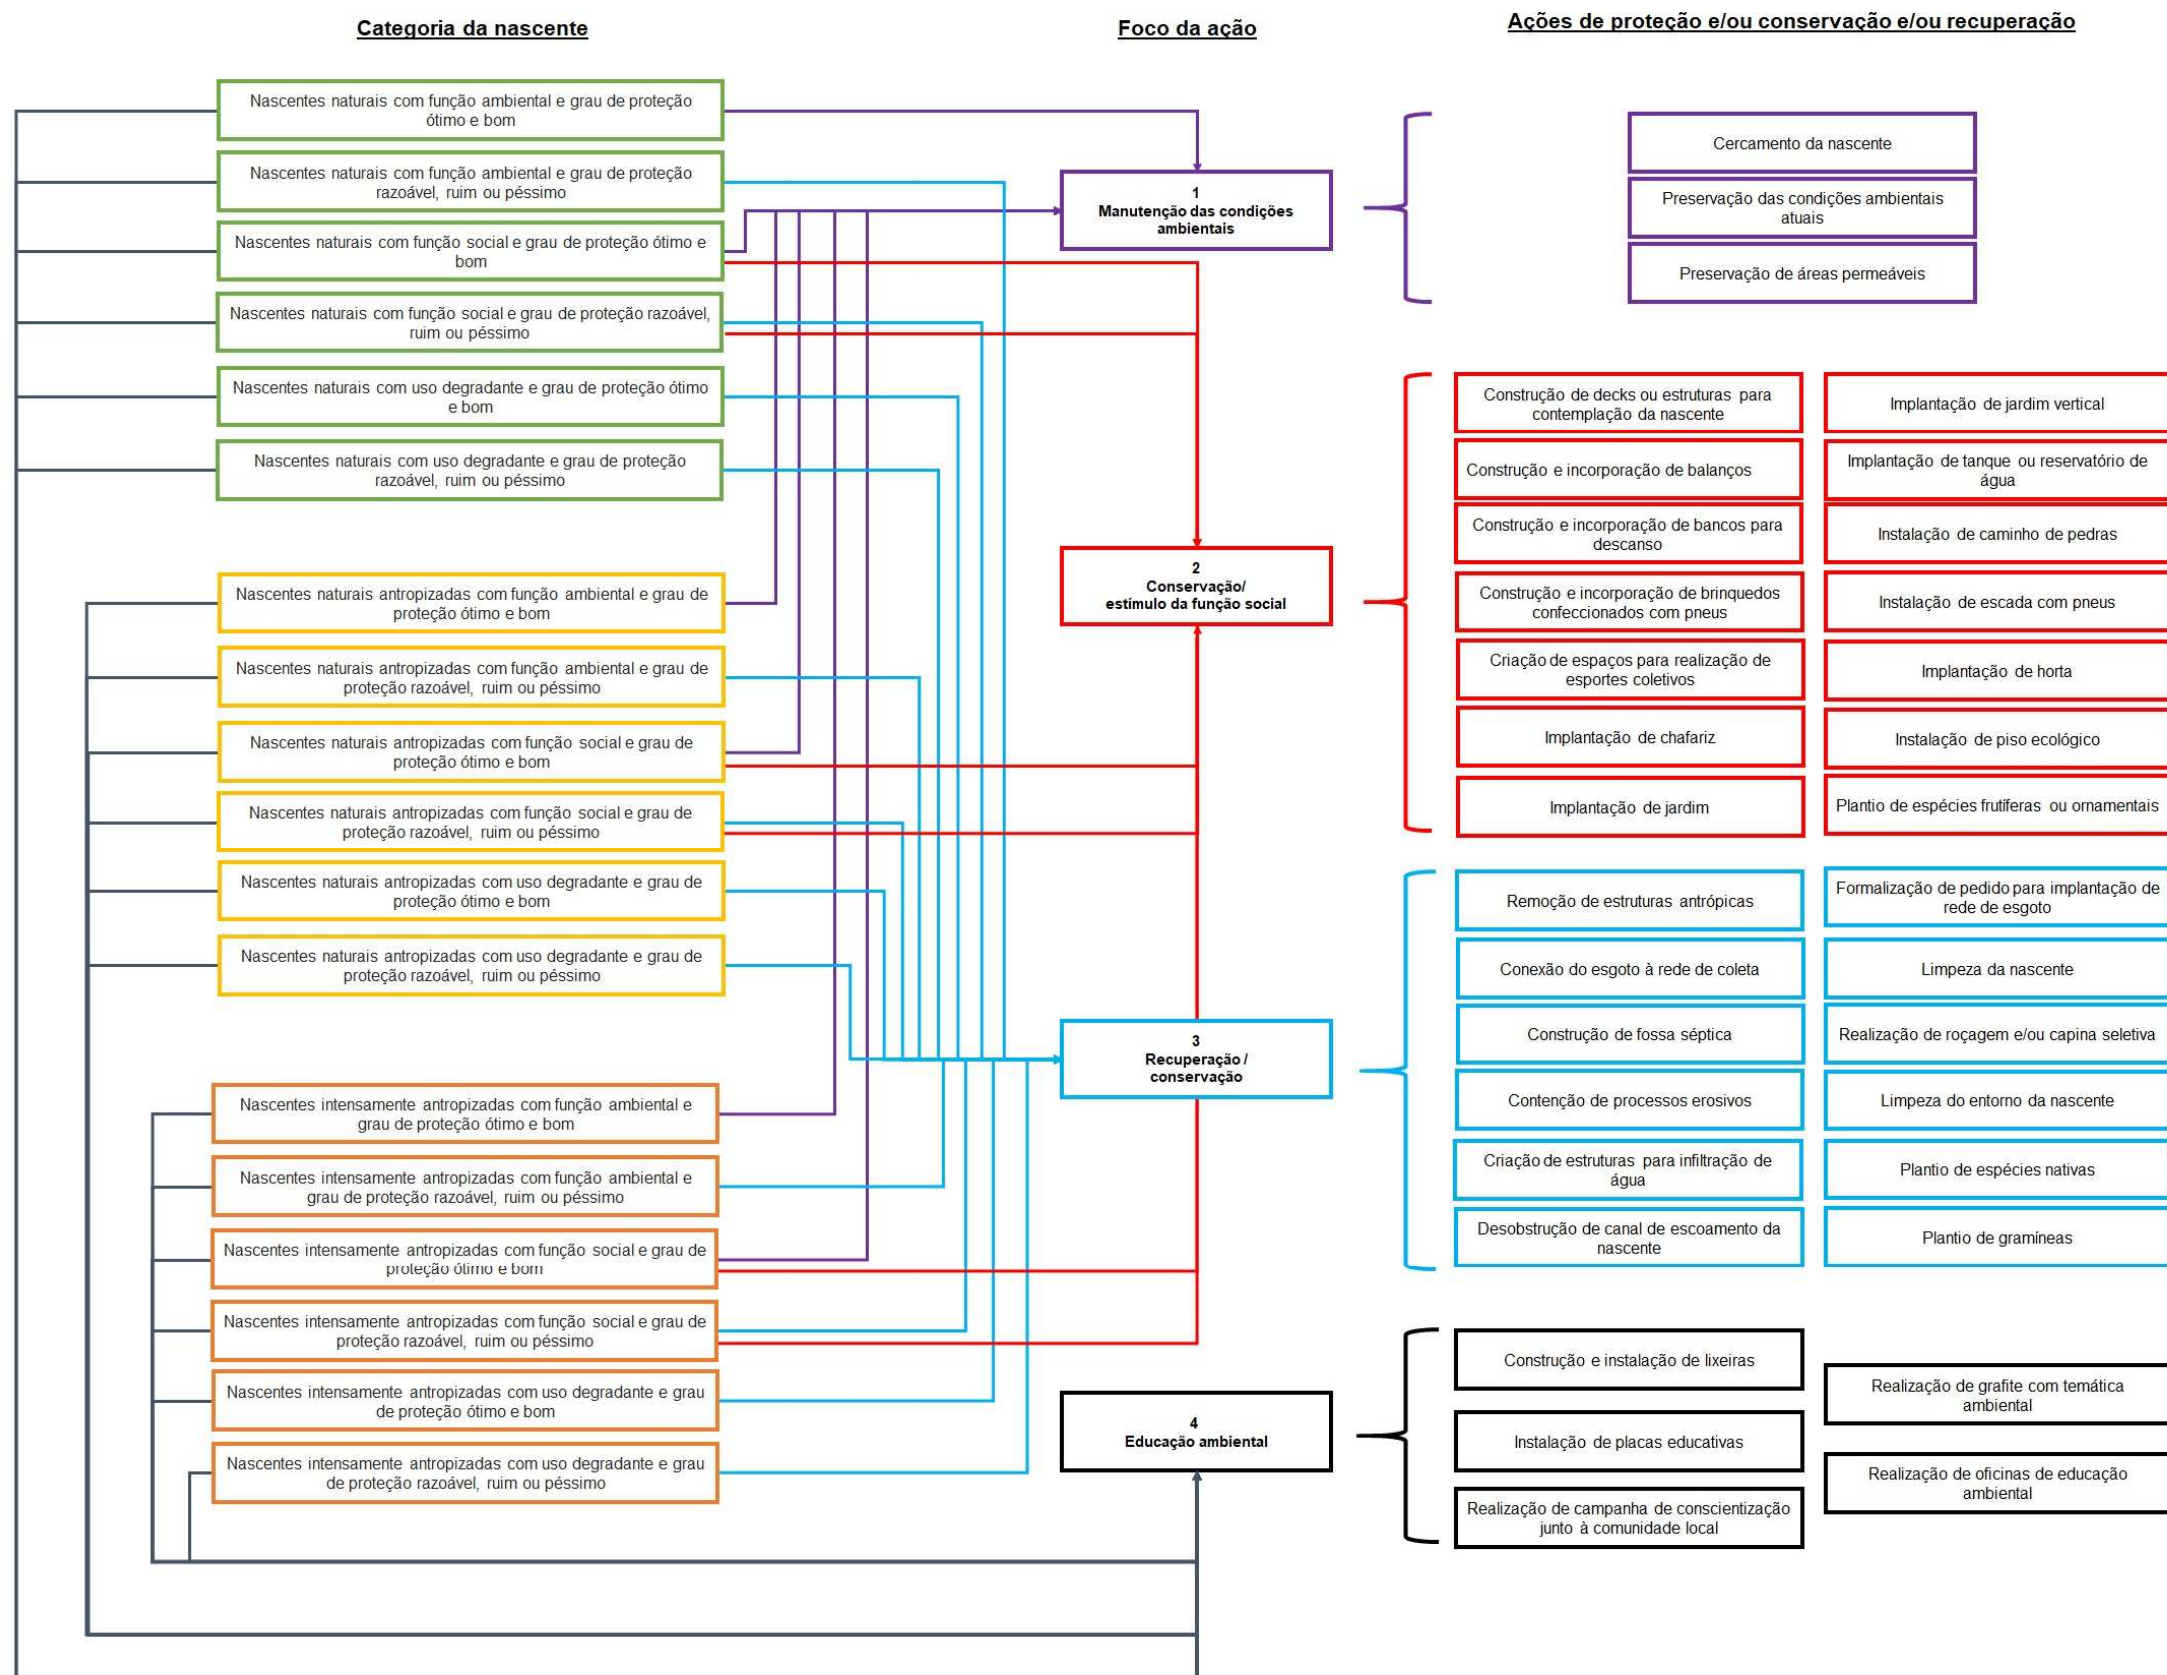 Categoria da nascente
Foco da ação
Ações de proteção e/ou conservação e/ou recuperação
Nascentes naturais com função ambiental e grau de proteção
ótimo e bom
Nascentes naturais com função ambiental e grau de proteção
razoável, ruim ou péssimo
Nascentes naturais com função social e grau de proteção ótimo e
bom
Nascentes naturais com função social e grau de proteção razoável,
ruim ou péssimo
Nascentes naturais com uso degradante e grau de proteção ótimo
e bom
Nascentes naturais com uso degradante e grau de proteção
razoável, ruim ou péssimo
Nascentes naturais antropizadas com função ambiental e grau de
proteção ótimo e bom
Nascentes naturais antropizadas com função ambiental e grau de
proteção razoável, ruim ou péssimo
Nascentes naturais antropizadas com função social e grau de
proteção ótimo e bom
Nascentes naturais antropizadas com função social e grau de
proteção razoável, ruim ou péssimo
Nascentes naturais antropizadas com uso degradante e grau de
proteção ótimo e bom
Nascentes naturais antropizadas com uso degradante e grau de
proteção razoável, ruim ou péssimo
Nascentes intensamente antropizadas com função ambiental e
grau de proteção ótimo e bom
Nascentes intensamente antropizadas com função ambiental e
grau de proteção razoável, ruim ou péssimo
Nascentes intensamente antropizadas com função social e grau de
proteção ótimo e bom
Nascentes intensamente antropizadas com função social e grau de
proteção razoável, ruim ou péssimo
Nascentes intensamente antropizadas com uso degradante e grau
de proteção ótimo e bom
Nascentes intensamente antropizadas com uso degradante e grau
de proteção razoável, ruim ou péssimo
1
Manutenção das condições
ambientais
2
Conservação/
estímulo da função social
3
Recuperação /
conservação
4
Educação ambiental
Cercamento da nascente
Preservação das condições ambientais
atuais
Preservação de áreas permeáveis
Construção de decks ou estruturas para
contemplação da nascente
Construção e incorporação de balanços
Construção e incorporação de bancos para
descanso
Construção e incorporação de brinquedos
confeccionados com pneus
Criação de espaços para realização de
esportes coletivos
Implantação de chafariz
Implantação de jardim
Implantação de jardim vertical
Implantação de tanque ou reservatório de
água
Instalação de caminho de pedras
Instalação de escada com pneus
Implantação de horta
Instalação de piso ecológico
Plantio de espécies frutíferas ou ornamentais
Remoção de estruturas antrópicas
Conexão do esgoto à rede de coleta
Construção de fossa séptica
Contenção de processos erosivos
Criação de estruturas para infiltração de
água
Desobstrução de canal de escoamento da
nascente
Formalização de pedido para implantação de
rede de esgoto
Limpeza da nascente
Realização de roçagem e/ou capina seletiva
Limpeza do entorno da nascente
Plantio de espécies nativas
Plantio de gramíneas
Construção e instalação de lixeiras
Instalação de placas educativas
Realização de campanha de conscientização
junto à comunidade local
Realização de grafite com temática
ambiental
Realização de oficinas de educação
ambiental